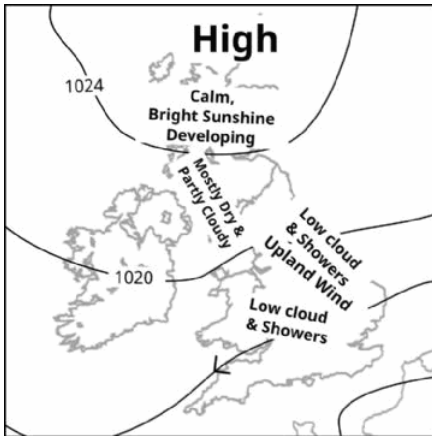 High
1024
Calm,
Bright Sunshine
Developing
Mostly Dry &
Partly Cloudy
Low cloud
& Showers
Upland Wind
1020
Low cloud
& Showers